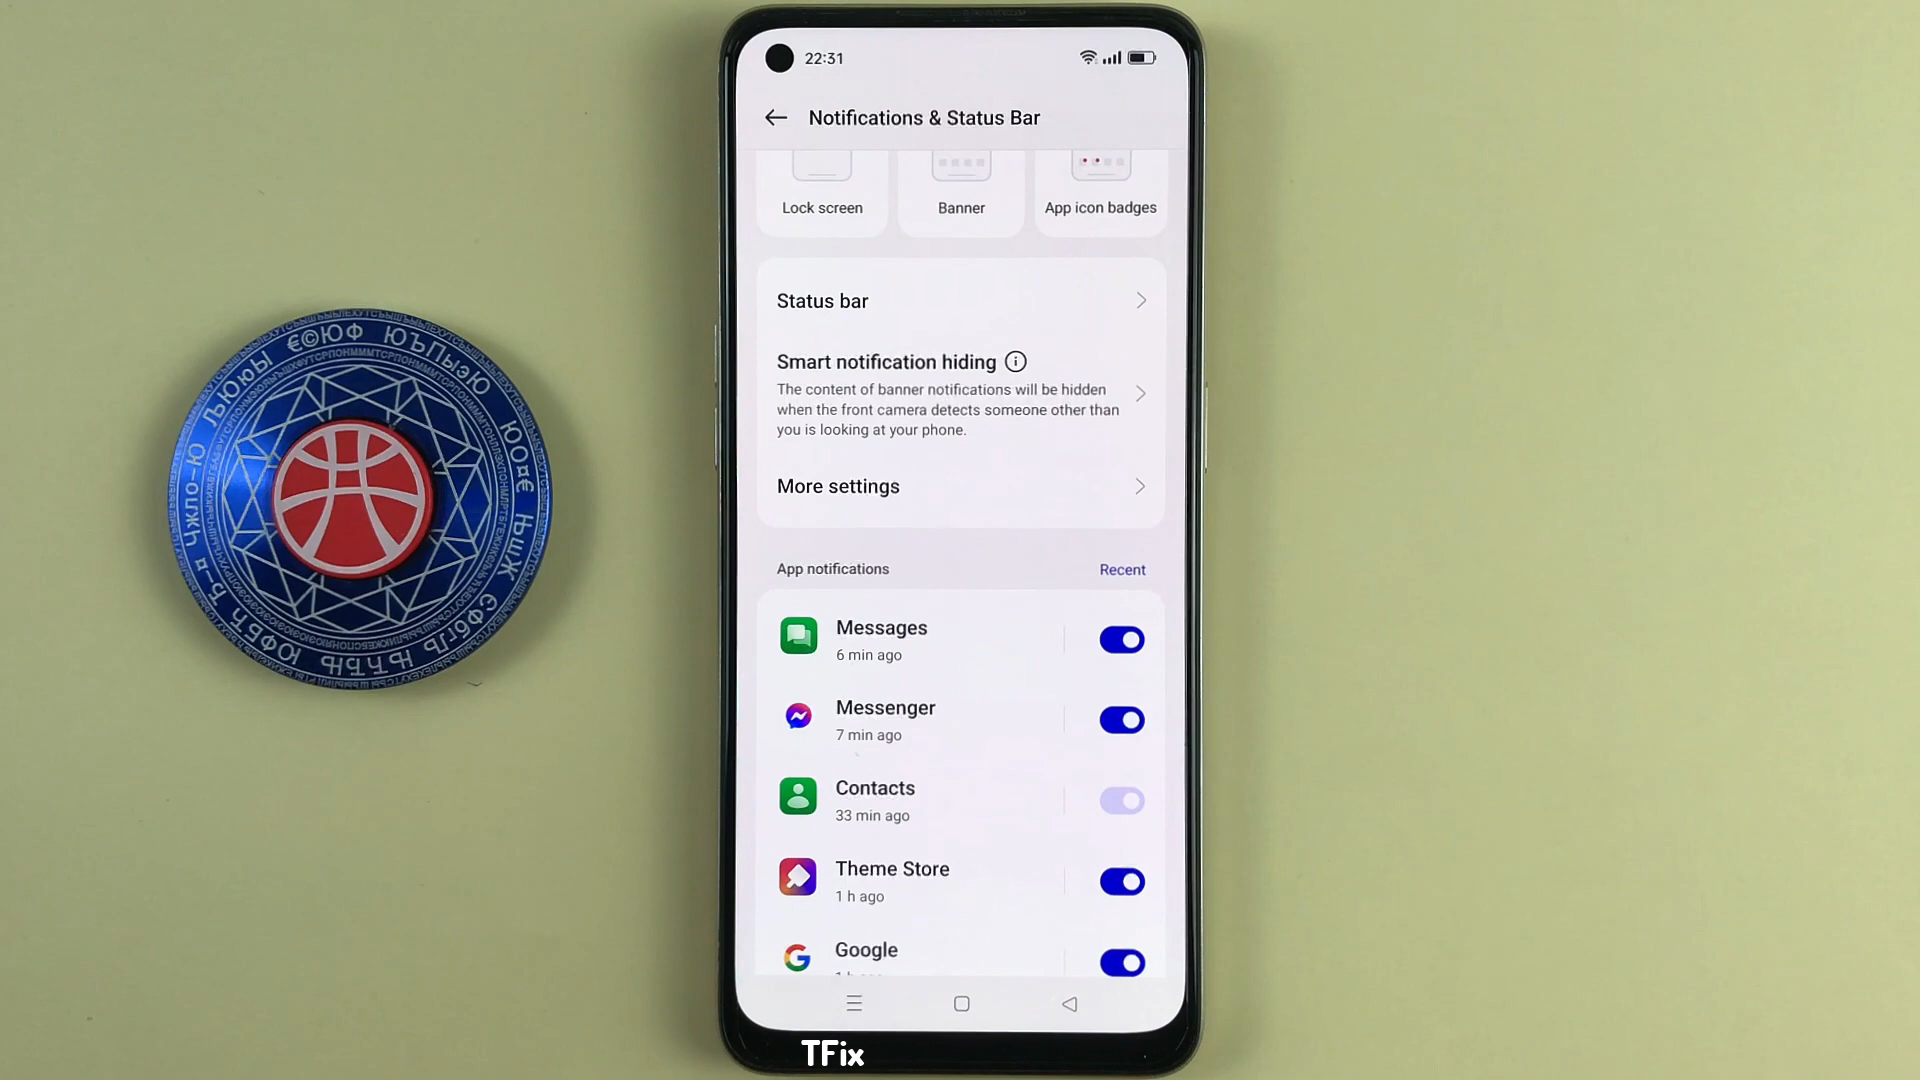 22:31
Notifications & Status Bar
Lock screen
Banner
App icon badges
Status bar
Smart notification hiding
The content of banner notifications will be hidden
when the front camera detects someone other than
you is looking at your phone.
More settings
App notifications
Recent
Messages
6 min ago
Messenger
7 min ago
Contacts
33 min ago
Theme Store
1 h ago
Google
TFix